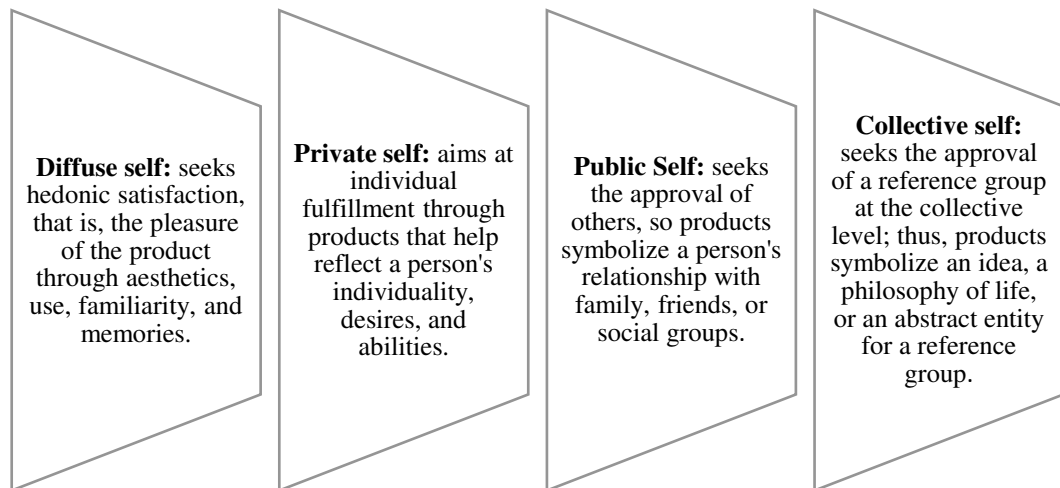 Diffuse self: seeks
hedonic satisfaction,
that is, the pleasure
of the product
through aesthetics,
use, familiarity, and
memories.
Private self: aims at
individual
fulfillment through
products that help
reflect a person's
individuality,
desires, and
abilities.
Public Self: seeks
the approval of
others, so products
symbolize a person's
relationship with
family, friends, or
social groups.
Collective self:
seeks the approval
of a reference group
at the collective
level; thus, products
symbolize an idea, a
philosophy of life,
or an abstract entity
for a reference
group.